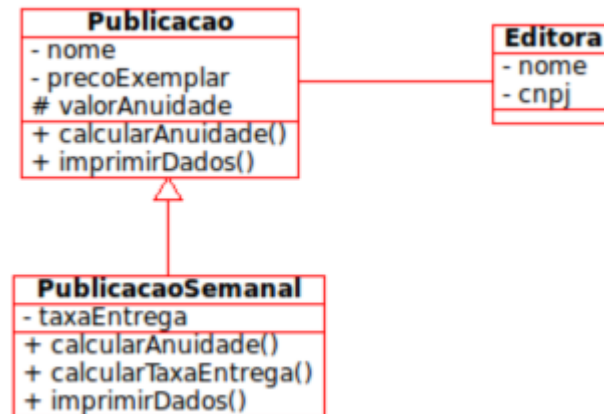 Publicacao
- nome
- precoExemplar
# valorAnuidade
+ calcularAnuidade()
+ imprimirDados()
Editora
- nome
- cnpj
PublicacaoSemanal
- taxaEntrega
+ calcularAnuidade()
+ calcularTaxaEntrega()
+ imprimirDados()